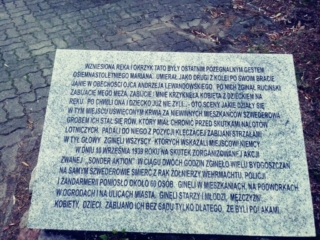 WZNIESIONA RĘKA I OKRZYK TATO BYŁY OSTATNIM POŻEGNALNYM GESTEM
OSIEMNASTOLETNIEGO MARIANA. UMIERAŁ JAKO DRUGI Z KOLEI PO SWOIM BRACIE
JANIE W OBECNOŚCI OJCA ANDRZEJA LEWANDOWSKIEGO. PO NICH ZGINĄŁ RUCIŃSKI
ZABIJACIE MEGO MĘŻA, ZABIJCIE I MNIE KRZYKNĘŁA KOBIETA Z DZIECKIEM NA
RĘKU. PO CHWILI ONA I DZIECKO JUŻ NIE ŻYLI... OTO SCENY JAKIE DZIAŁY SIĘ
W TYM MIEJSCU UŚWIĘCONYM KRWIĄ ZA NIEWINNYCH MIESZKAŃCÓW SZWEDEROWA
GROBEM ICH STAŁ SIĘ RÓW, KTÓRY MIAŁ CHRONIĆ PRZED SKUTKAMI NALOTÓW
LOTNICZYCH. PADALI DO NIEGO Z POZYCJI KLĘCZĄCEJ ZABIJANI STRZAŁAMI
W TYŁ GŁOWY. ZGINĘLI WSZYSCY KTÓRYCH WSKAZALI MIEJSCOWI NIEMCY
W DNIU 10 WRZEŚNIA 1939 ROKU NA SKUTEK ZORGANIZOWANEJ AKCJI
ZWANEJ „SONDER AKTION" W CIĄGU DWÓCH GODZIN ZGINĘŁO WIELU BYDGOSZCZAN
NA SAMYM SZWEDEROWIE ŚMIERĆ Z RĄK ŻOŁNIERZY WEHRMACHTU, POLICJI
I ŻANDARMERII PONIOSŁO OKOŁO 60 OSÓB. GINĘLI W MIESZKANIACH, NA PODWÓRKACH
W OGRODACH I NA ULICACH MIASTA. GINĘLI STARZY I MŁODZI, MĘŻCZYŹNI
KOBIETY, DZIECI. ZABIJANO ICH BEZ SĄDU TYLKO DLATEGO, ŻE BYLI POLAKAMI.